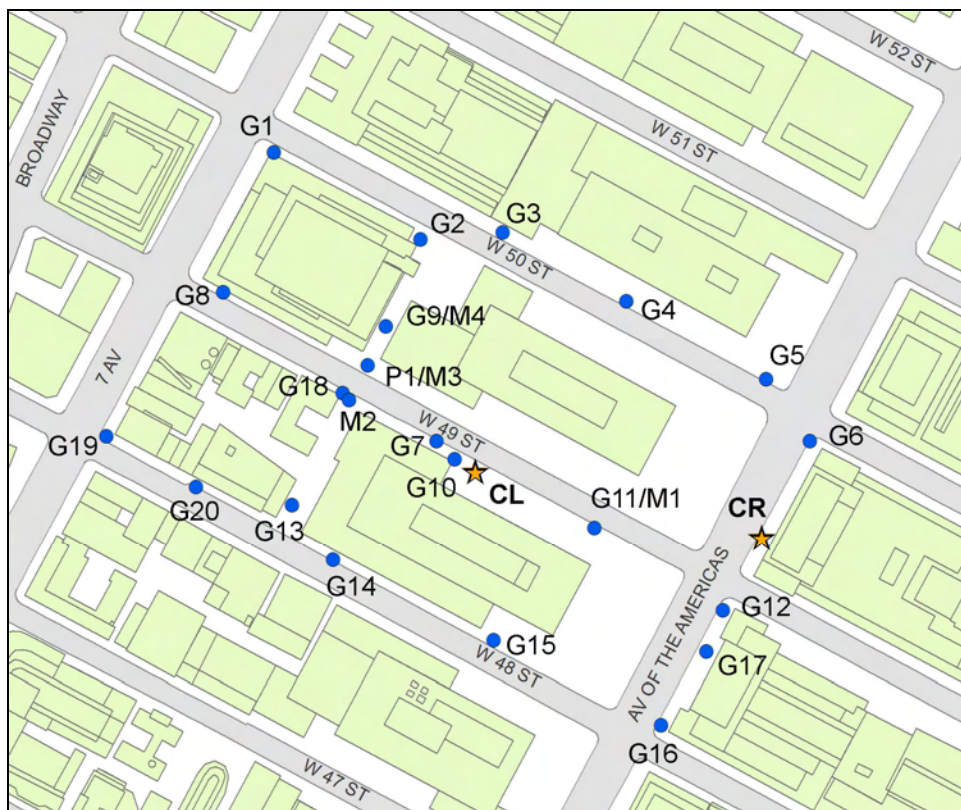 W 52 ST
W 51 ST
G1
BROADWAY
G2
G3
W 50 ST
G8
G9/M4
G4
P1/M3
7 AV
G5
G18
M2
W 49 ST
G7
G6
G19
G10
CL
G20
G11/M1
CR
G13
G14
AV OF THE AMERICAS
G12
G15
W 48 ST
G17
G16
W 47 ST